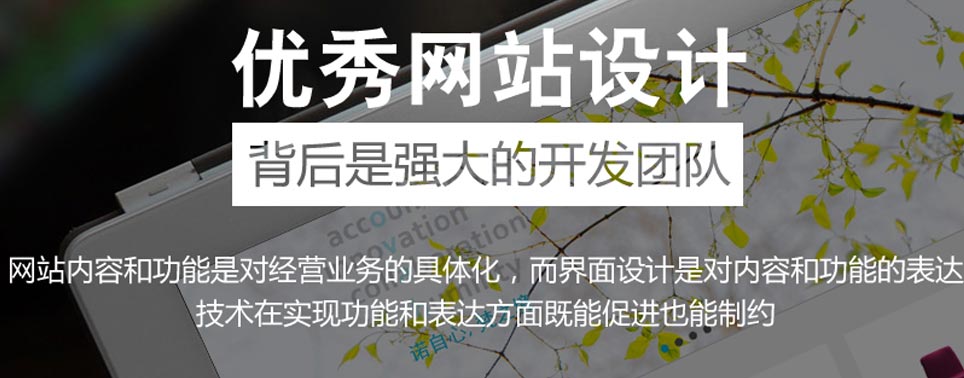 优秀网站设计
背后是强大的开发团队
网站内容和功能是对经营业务的具体化，而界面设计是对内容和功能的表达
技术在实现功能和表达方面既能促进也能制约